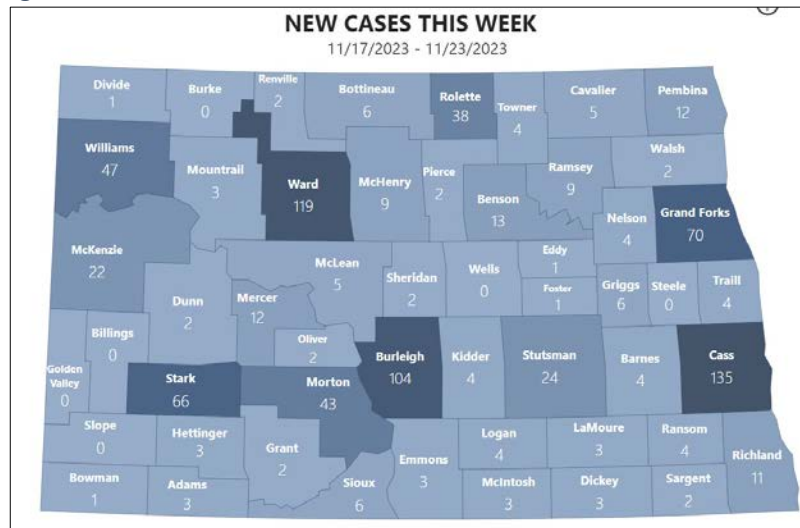 NEW CASES THIS WEEK
11/17/2023 - 11/23/2023
Divide
1
Burke
0
Renville
2
Bottineau
6
Rolette
38
Towner
4
Cavalier
5
Pembina
12
Williams
47
Mountrail
3
Ward
119
McHenry
9
Pierce
2
Benson
13
Ramsey
9
Walsh
2
Nelson
4
Grand Forks
70
McKenzie
22
Dunn
2
Mercer
12
McLean
5
Sheridan
2
Wells
0
Eddy
1
Foster
1
Griggs
6
Steele
0
Traill
4
Golden
Valley
0
Billings
0
Stark
66
Oliver
2
Morton
43
Burleigh
104
Kidder
4
Stutsman
24
Barnes
4
Cass
135
Slope
0
Hettinger
3
Grant
2
Emmons
3
Logan
4
LaMoure
3
Ransom
4
Richland
11
Bowman
1
Adams
3
Sioux
6
McIntosh
3
Dickey
3
Sargent
2